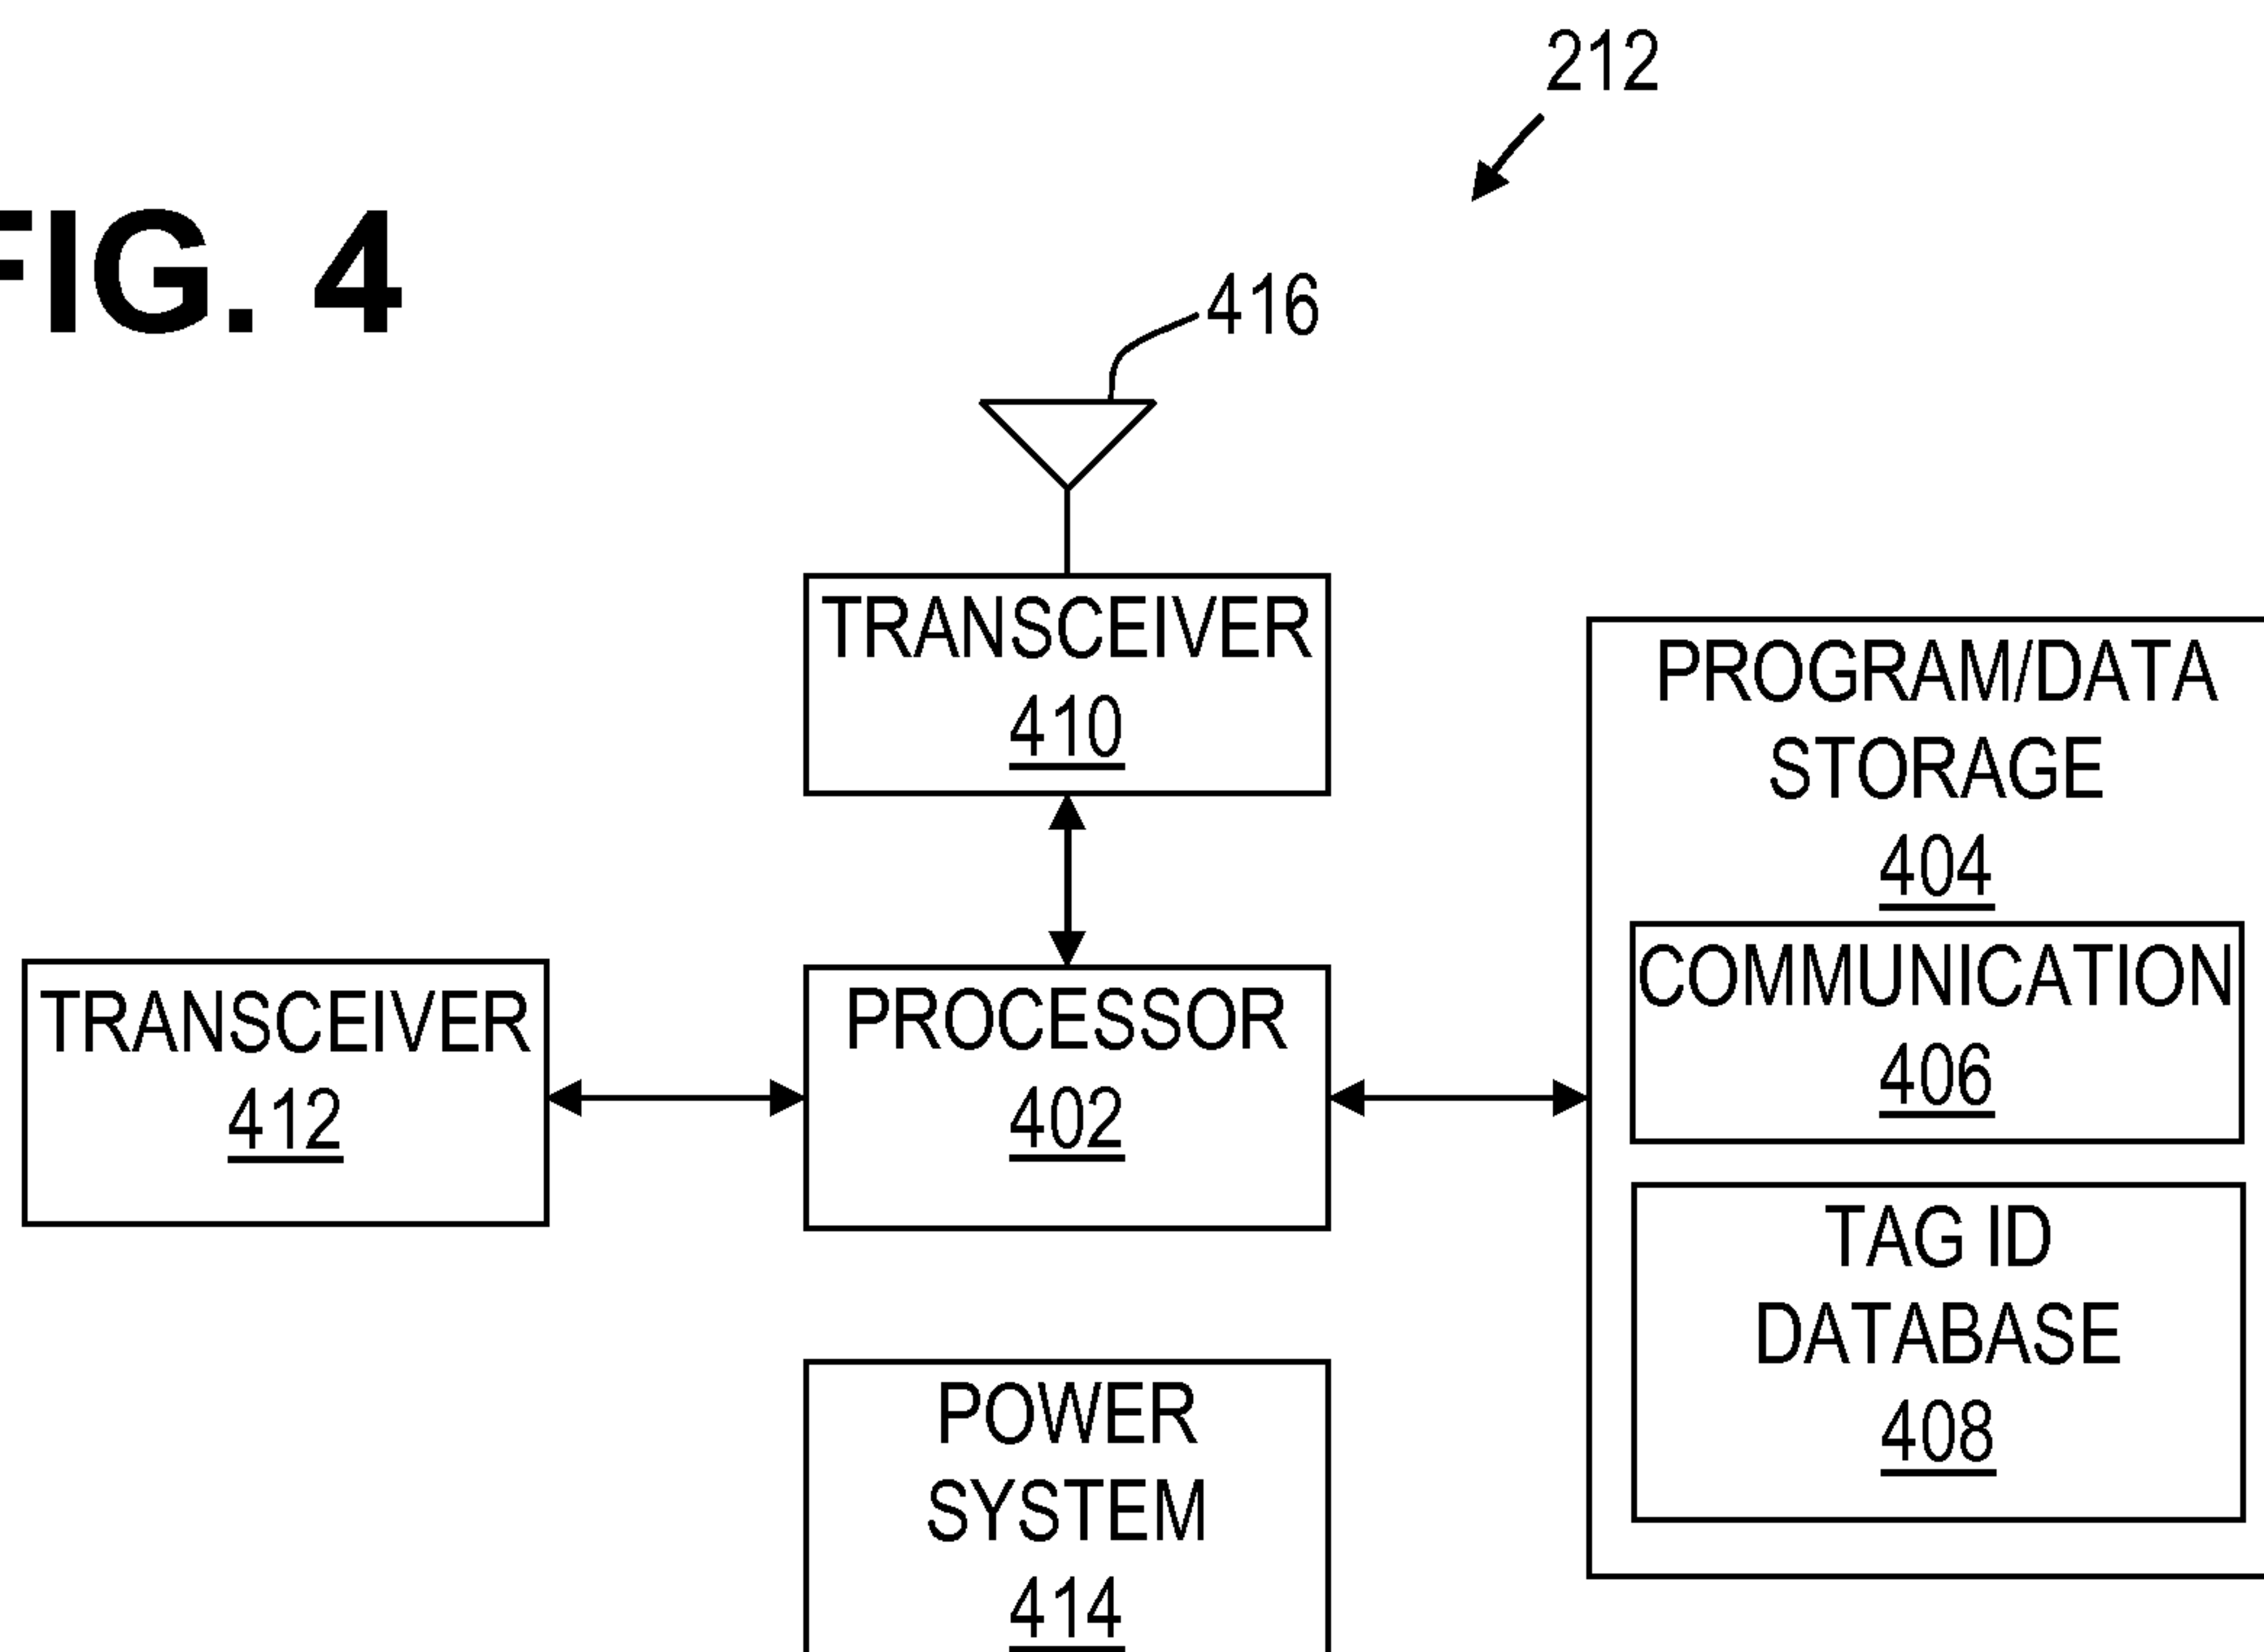 212
FIG. 4
416
TRANSCEIVER
410
PROGRAM/DATA
STORAGE
404
COMMUNICATION
406
TRANSCEIVER
412
PROCESSOR
402
TAG ID
DATABASE
408
POWER
SYSTEM
414